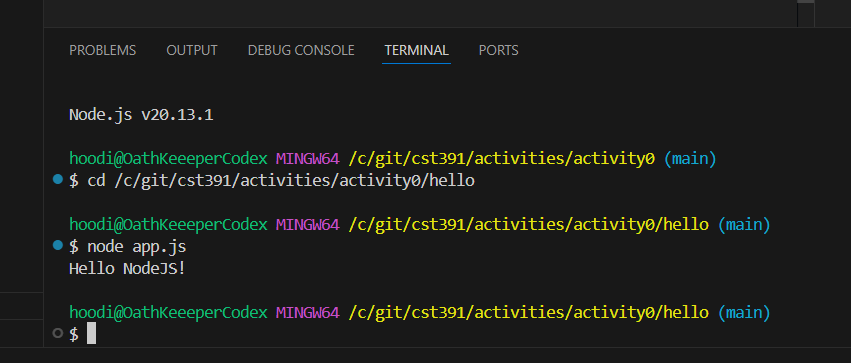 PROBLEMS OUTPUT DEBUG CONSOLE TERMINAL PORTS
Node.js v20.13.1
hoodi@OathKeeeperCodex MINGW64 /c/git/cst391/activities/activity0 (main)
$ cd /c/git/cst391/activities/activity0/hello
hoodi@OathKeeeperCodex MINGW64 /c/git/cst391/activities/activity0/hello (main)
$ node app.js
Hello NodeJS!
hoodi@OathKeeeperCodex MINGW64 /c/git/cst391/activities/activity0/hello (main)
$